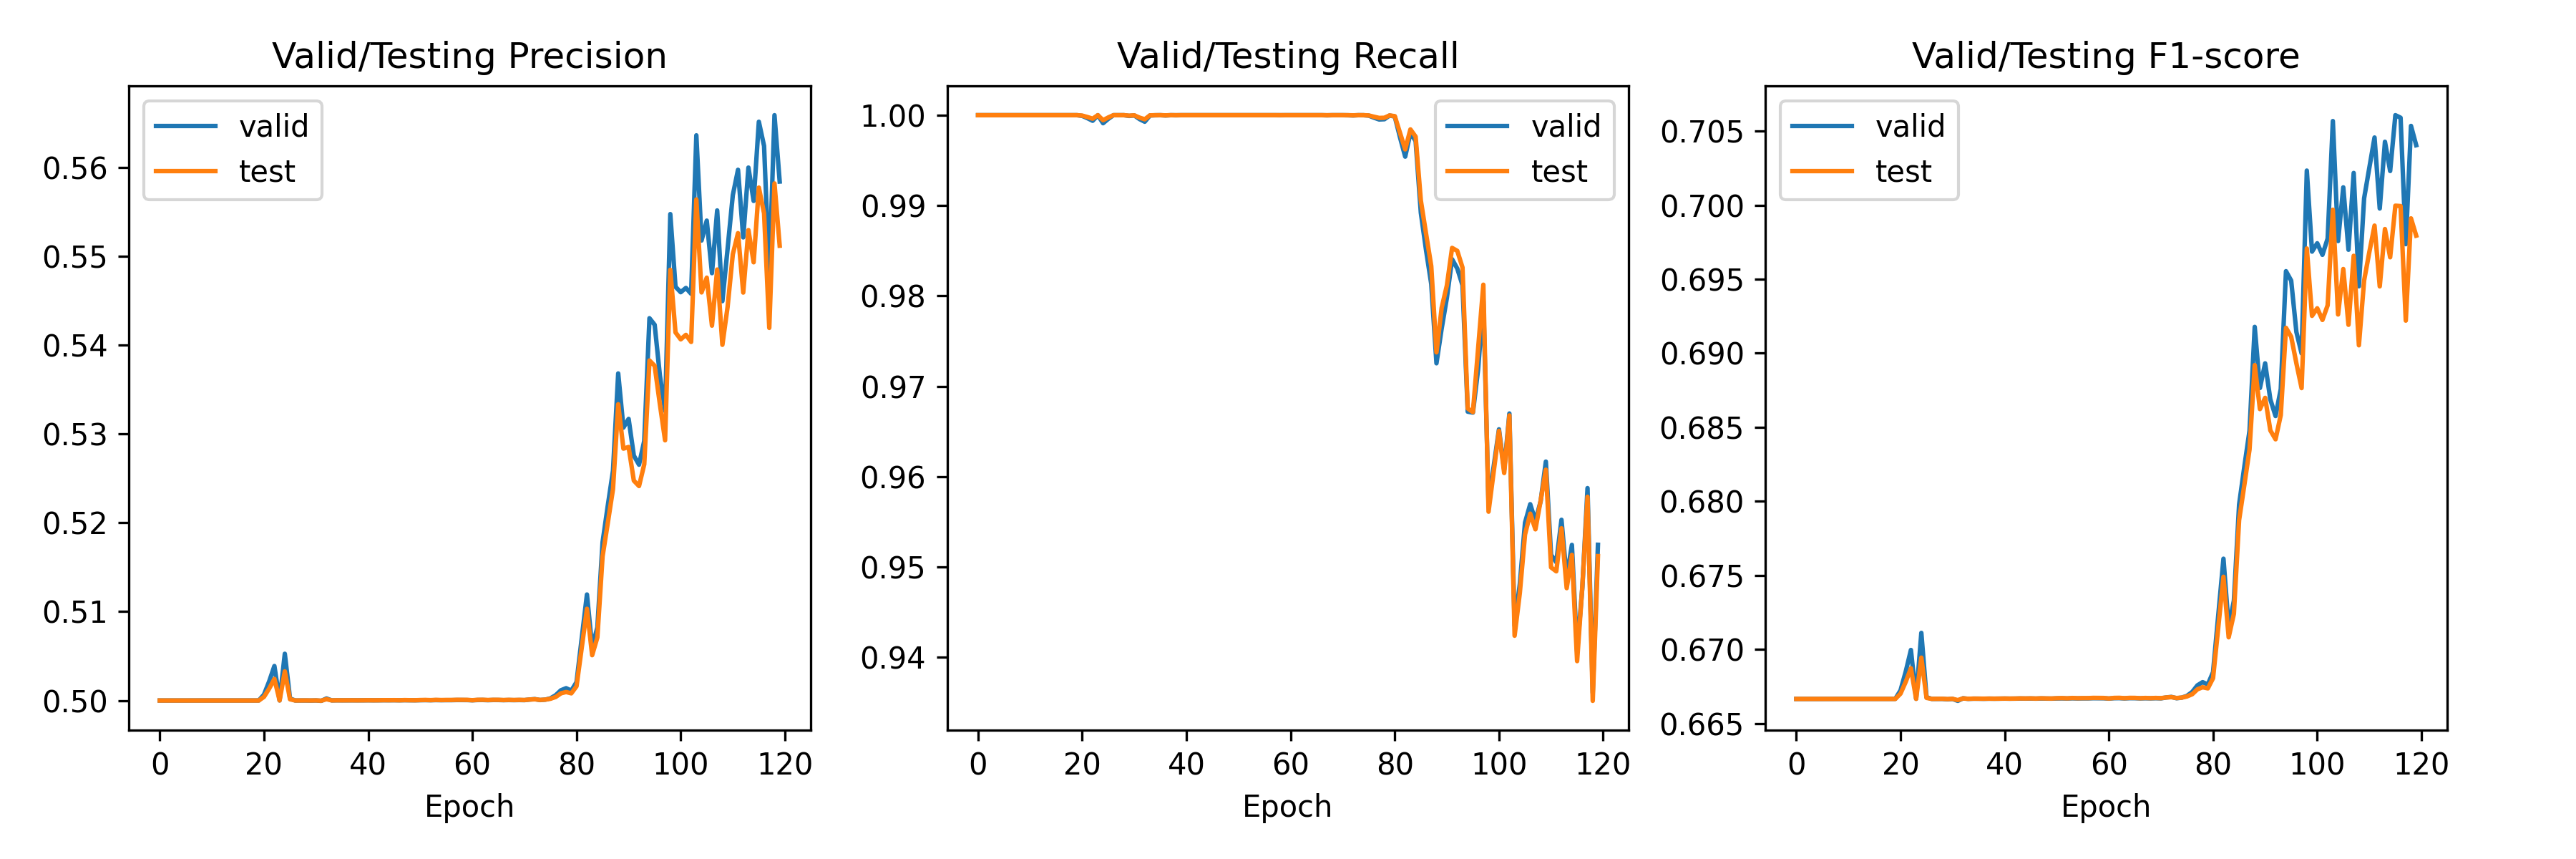 Valid/Testing Precision
valid
test
0.56
0.55
0.54
0.53
0.52
0.51
0.50
0 20 40 60 80 100 120
Epoch
Valid/Testing Recall
valid
test
1.00
0.99
0.98
0.97
0.96
0.95
0.94
0 20 40 60 80 100 120
Epoch
Valid/Testing F1-score
valid
test
0.705
0.700
0.695
0.690
0.685
0.680
0.675
0.670
0.665
0 20 40 60 80 100 120
Epoch